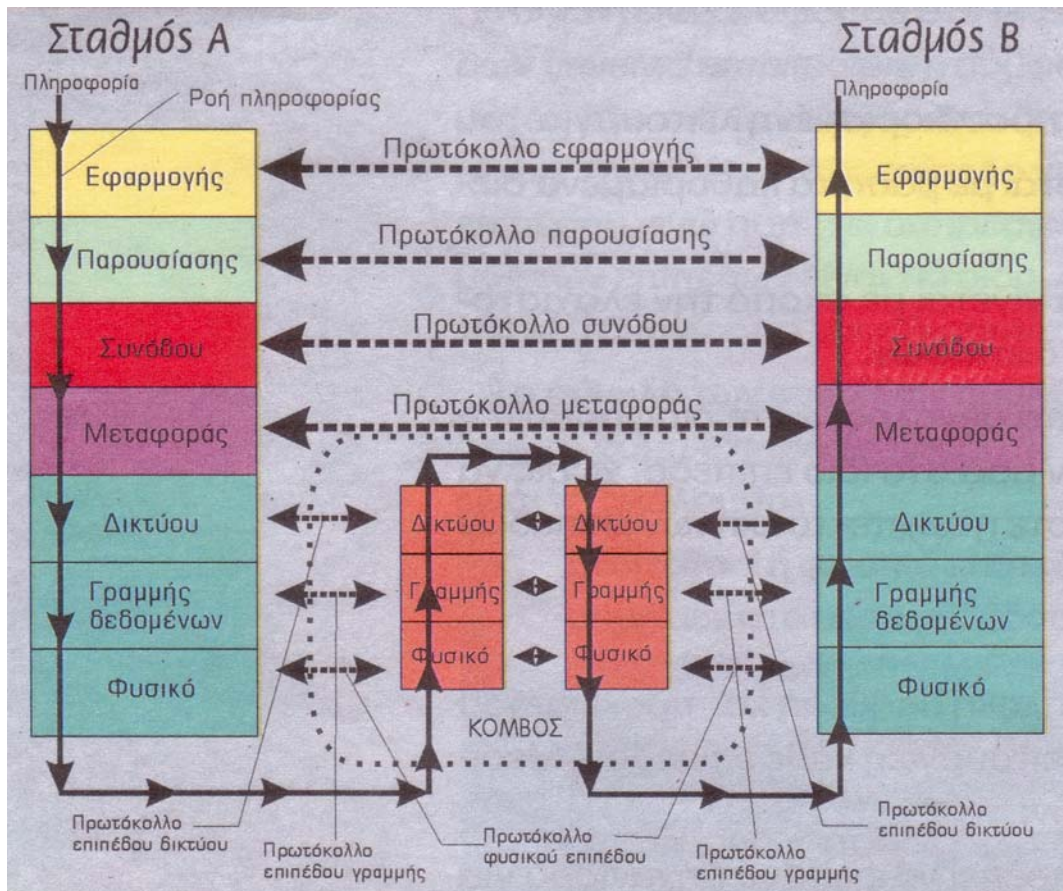 Σταθμός Α
Σταθμός Β
Πληροφορία
Ροή πληροφορίας
Πληροφορία
Εφαρμογής
Πρωτόκολλο εφαρμογής
Εφαρμογής
Παρουσίασης
Πρωτόκολλο παρουσίασης
Παρουσίασης
Συνόδου
Πρωτόκολλο συνόδου
Συνόδου
Μεταφοράς
Πρωτόκολλο μεταφοράς
Μεταφοράς
Δικτύου
Δικτύου
Δικτύου
Δικτύου
Γραμμής
δεδομένων
Γραμμής
Γραμμής
Γραμμής
δεδομένων
Φυσικό
Φυσικό
Φυσικό
Φυσικό
ΚΟΜΒΟΣ
Πρωτόκολλο
επιπέδου δικτύου
Πρωτόκολλο
επιπέδου γραμμής
Πρωτόκολλο
φυσικού επιπέδου
Πρωτόκολλο
επιπέδου γραμμής
Πρωτόκολλο
επιπέδου δικτύου